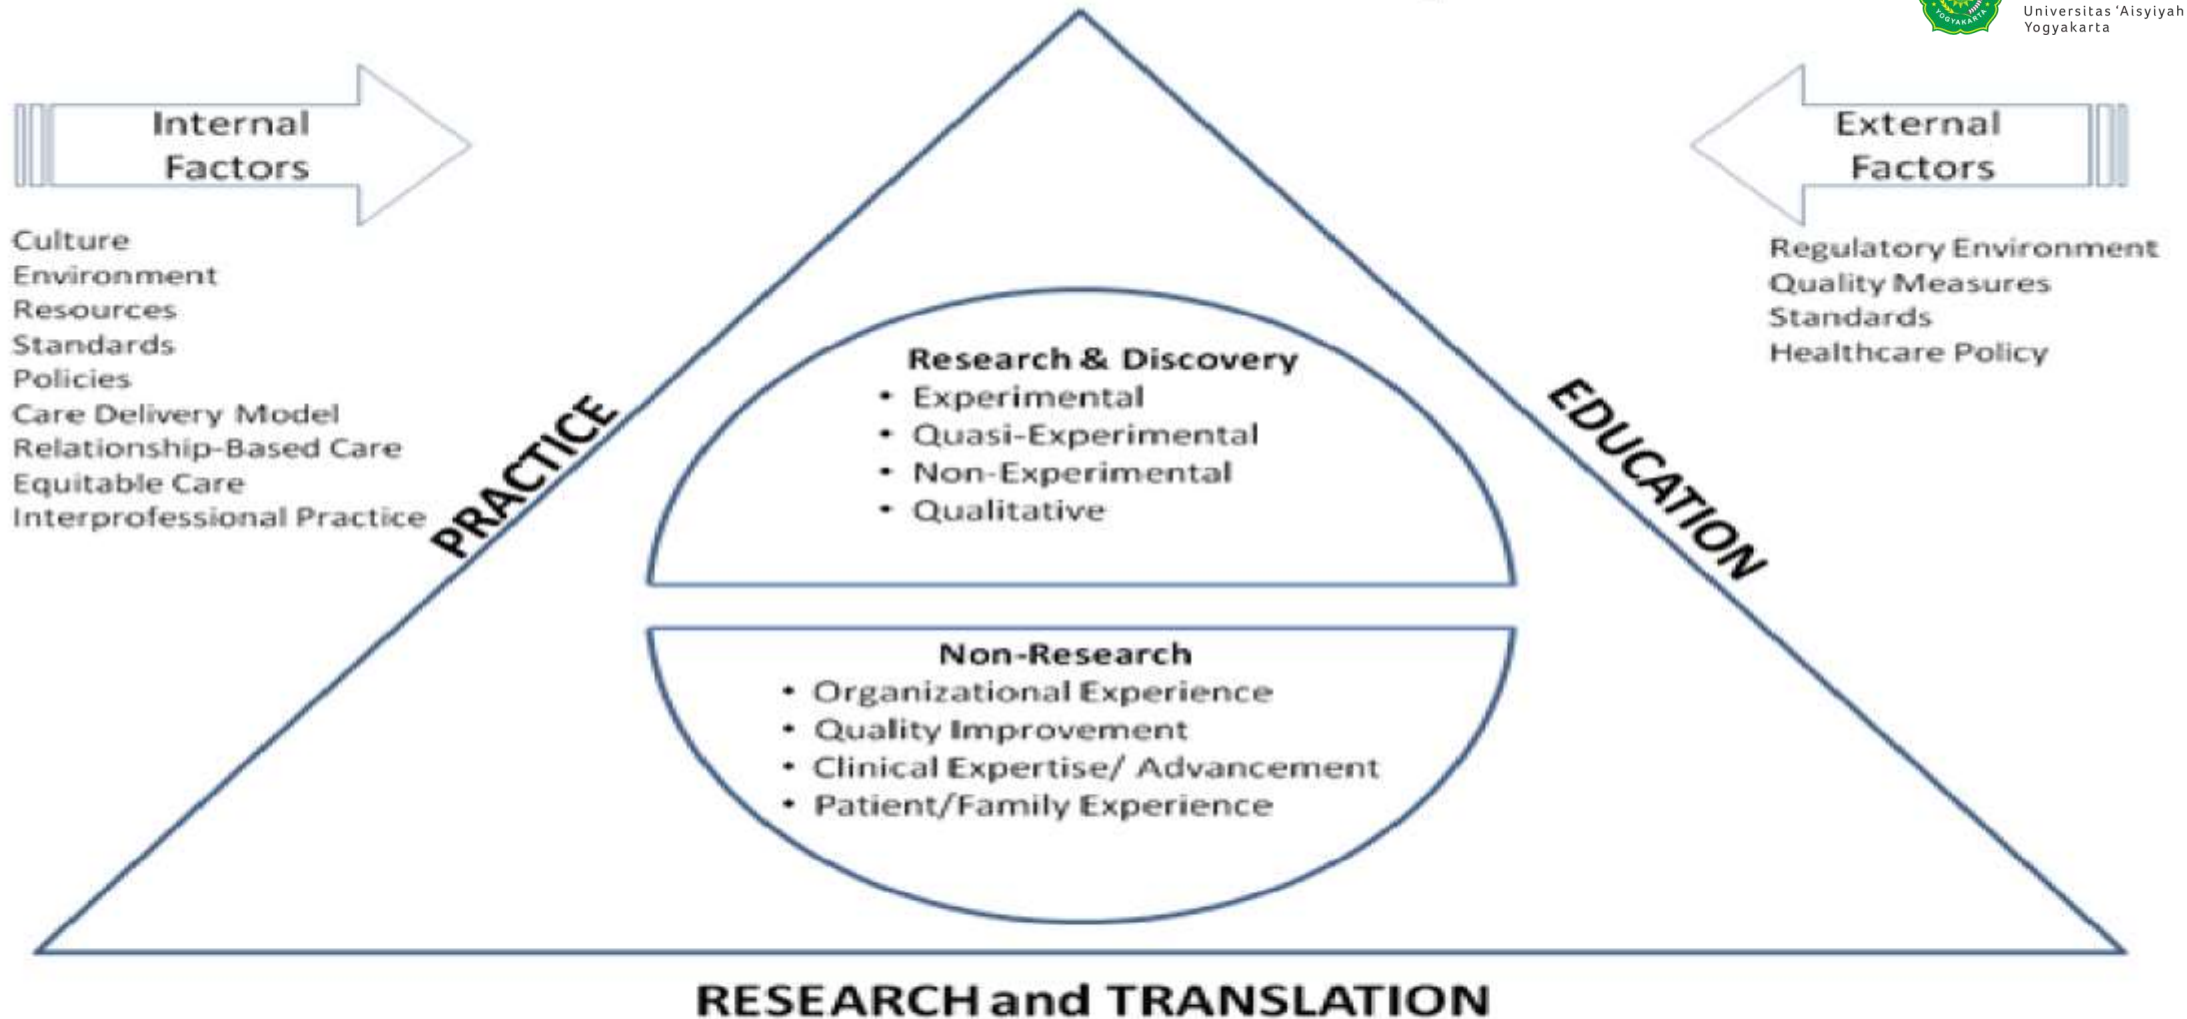 Universitas ‘Aisyiyah
Yogyakarta
YOGYAKARTA
Internal
Factors
Culture
Environment
Resources
Standards
Policies
Care Delivery Model
Relationship-Based Care
Equitable Care
Interprofessional Practice
External
Factors
Regulatory Environment
Quality Measures
Standards
Healthcare Policy
PRACTICE
EDUCATION
Research & Discovery
• Experimental
• Quasi-Experimental
• Non-Experimental
• Qualitative
Non-Research
• Organizational Experience
• Quality Improvement
• Clinical Expertise/ Advancement
• Patient/Family Experience
RESEARCH and TRANSLATION